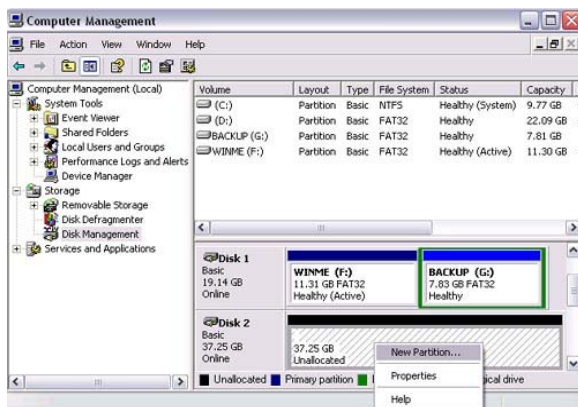 Computer Management
File Action View Window Help
Computer Management (Local)
System Tools
Event Viewer
Shared Folders
Local Users and Groups
Performance Logs and Alerts
Device Manager
Storage
Removable Storage
Disk Defragmenter
Disk Management
Services and Applications
Volume Layout Type File System Status Capacity
(C:) Partition Basic NTFS Healthy (System) 9.77 GB
(D:) Partition Basic FAT32 Healthy 22.09 GB
BACKUP (G:) Partition Basic FAT32 Healthy 7.81 GB
WINME (F:) Partition Basic FAT32 Healthy (Active) 11.30 GB
Disk 1
Basic
19.14 GB
Online
WINME (F:)
11.31 GB FAT32
Healthy (Active)
BACKUP (G:)
7.83 GB FAT32
Healthy
Disk 2
Basic
37.25 GB
Online
37.25 GB
Unallocated
New Partition...
Properties
Help
Unallocated Primary partition gical drive